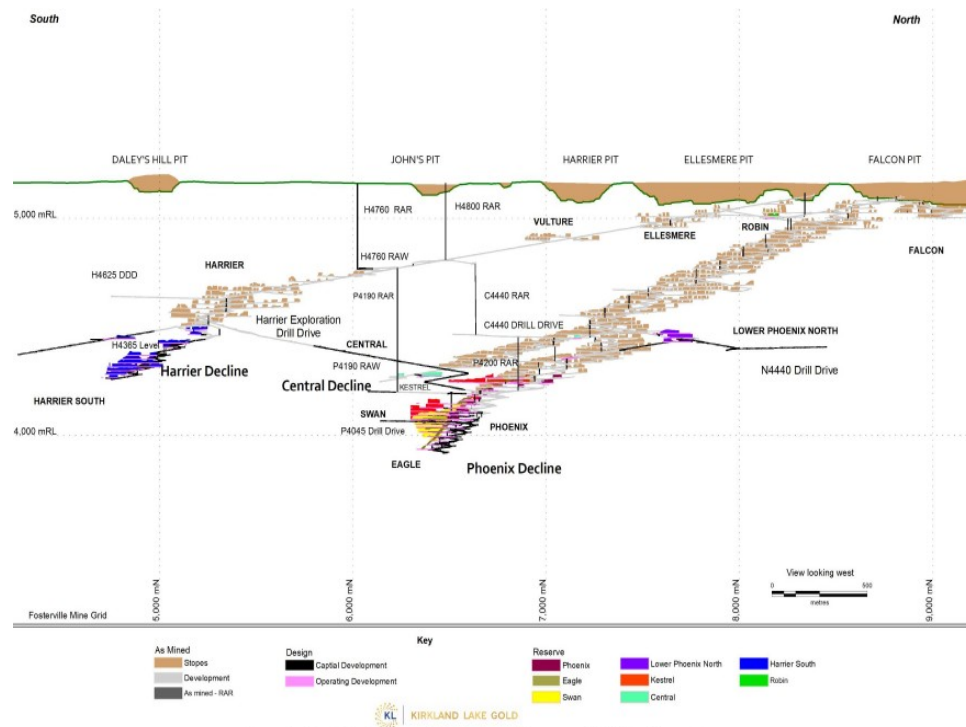 South
North
DALEY'S HILL PIT
JOHN'S PIT
HARRIER PIT
ELLESMERE PIT
FALCON PIT
5,000 mRL
H4760 RAR
H4800 RAR
VULTURE
ELLESMERE
ROBIN
FALCON
H4760 RAW
HARRIER
H4625 DDD
P4190 RAR
C4440 RAR
Harrier Exploration
Drill Drive
C4440 DRILL DRIVE
LOWER PHOENIX NORTH
H4365 Level
CENTRAL
Harrier Decline
P4190 RAW
P4200 RAR
N4440 Drill Drive
Central Decline
KESTREL
HARRIER SOUTH
SWAN
PHOENIX
P4045 Drill Drive
4,000 mRL
EAGLE
Phoenix Decline
View looking west
0
500
metres
5,000 mN
6,000 mN
7,000 mN
8,000 mN
9,000 mN
Fosterville Mine Grid
Key
As Mined
Stopes
Development
As mined - RAR
Design
Captial Development
Operating Development
Reserve
Phoenix
Eagle
Swan
Lower Phoenix North
Kestrel
Central
Harrier South
Robin
KL
KIRKLAND LAKE GOLD